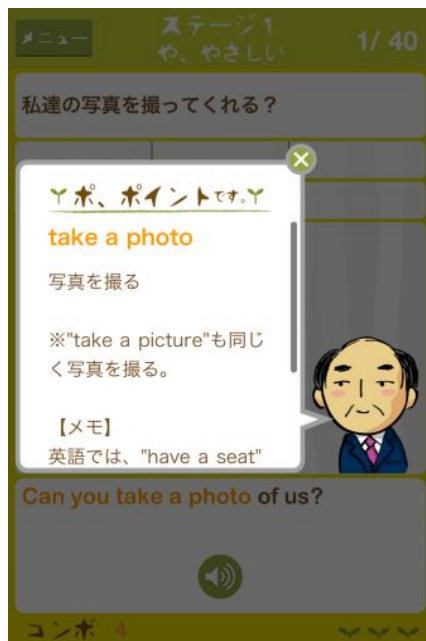 メニュー
ステージ1
や、やさしい
1/ 40
私達の写真を撮ってくれる？
ポ、ポイントです。
take a photo
写真を撮る
※"take a picture"も同じ
く写真を撮る。
【メモ】
英語では、"have a seat"
Can you take a photo of us?
コンボ 4